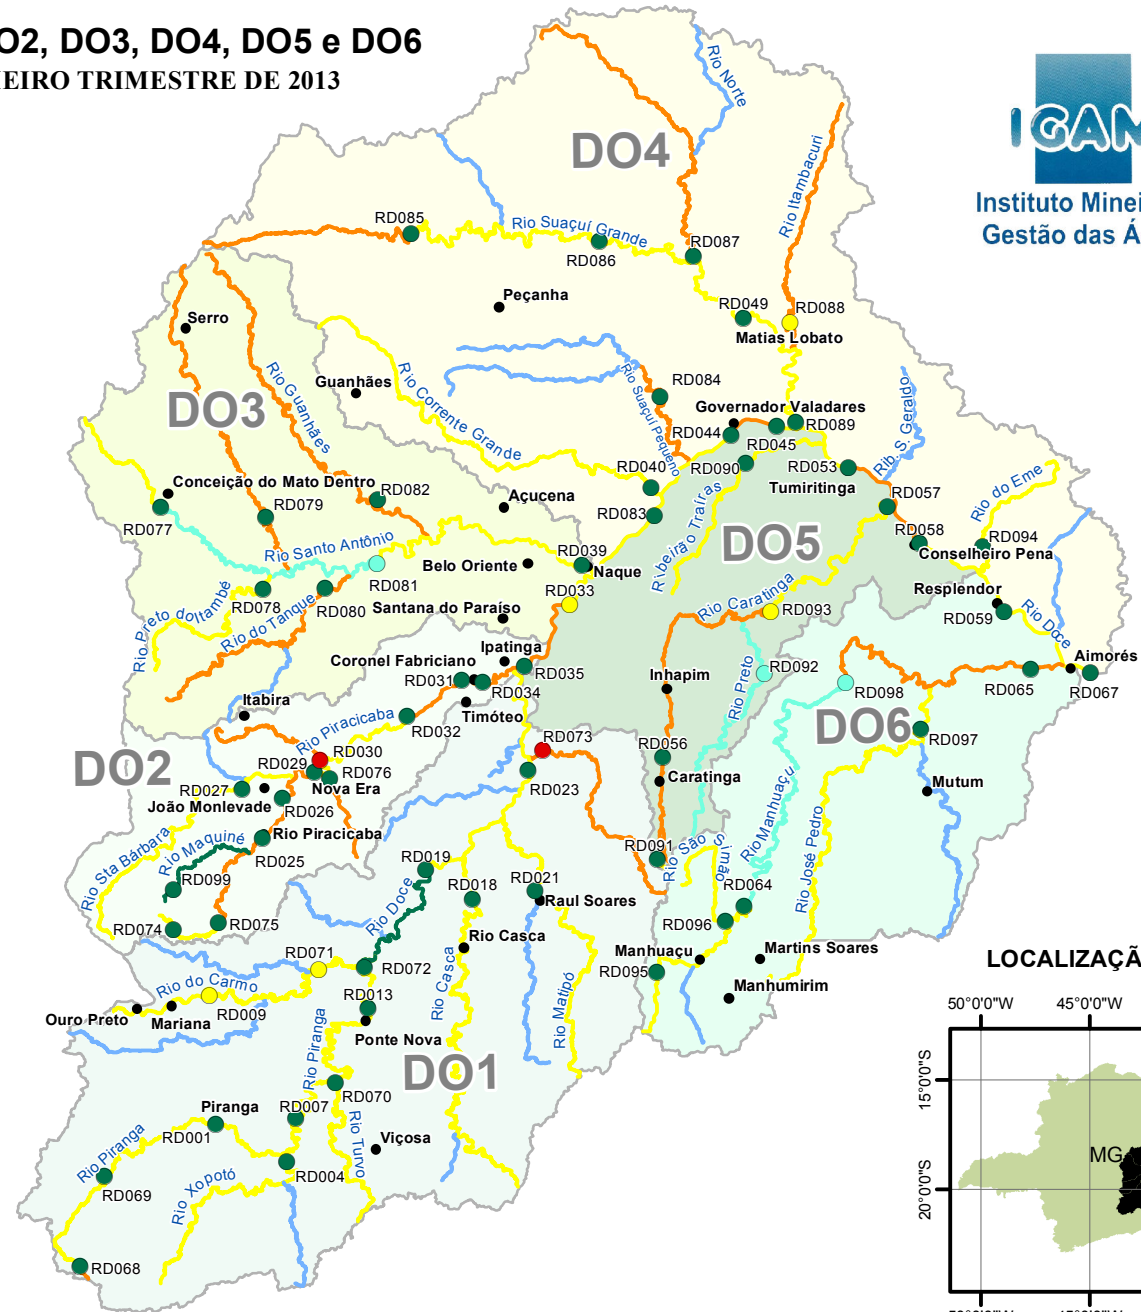 DO2, DO3, DO4, DO5 e DO6
EIRO TRIMESTRE DE 2013
IGAM
Instituto Minei
Gestão das Á
DO4
Rio Norte
Rio Itambacuri
RD085
Rio Suaçuí Grande
RD086
RD087
Peçanha
RD049
RD088
Matias Lobato
Serro
Guanhães
Rio Guanhães
DO3
Rio Corrente Grande
Rio Suaçuí Pequeno
RD084
Governador Valadares
RD044
RD089
RD045
RD090
RD053
Rib. S. Geraldo
Tumiritinga
Conceição do Mato Dentro
RD077
RD079
RD082
Açucena
RD040
RD083
Ribeirão Traíras
DO5
RD057
RD058
Conselheiro Pena
Rio do Eme
RD094
Rio Santo Antônio
RD081
Belo Oriente
RD039
Naque
RD033
Rio Preto do Itambé
RD078
RD080
Rio do Tanque
Santana do Paraíso
Rio Caratinga
RD093
Resplendor
RD059
Rio Doce
Aimorés
RD067
RD065
Ipatinga
Coronel Fabriciano
RD031
RD034
RD035
Timóteo
Inhapim
Rio Preto
RD092
RD098
DO6
RD097
Mutum
Itabira
Rio Piracicaba
RD032
DO2
RD030
RD029
RD076
Nova Era
RD027
João Monlevade
RD026
RD073
RD023
RD056
Caratinga
Rio Manhuaçu
Rio José Pedro
Rio Sta Bárbara
Rio Maquiné
Rio Piracicaba
RD025
RD099
RD019
RD018
RD021
Raul Soares
RD091
Rio São Simão
RD064
RD096
RD074
RD075
Rio Doce
Rio Casca
Rio Casca
Manhuaçu
RD095
Martins Soares
Manhumirim
RD071
RD072
Rio do Carmo
RD009
Ouro Preto
Mariana
RD013
Ponte Nova
Rio Matipó
DO1
Rio Piranga
RD070
Piranga
RD001
RD007
Rio Turvo
Viçosa
Rio Piranga
RD069
RD004
Rio Xopotó
RD068
LOCALIZAÇÃ
50°0'0"W
45°0'0"W
15°0'0"S
MG
20°0'0"S